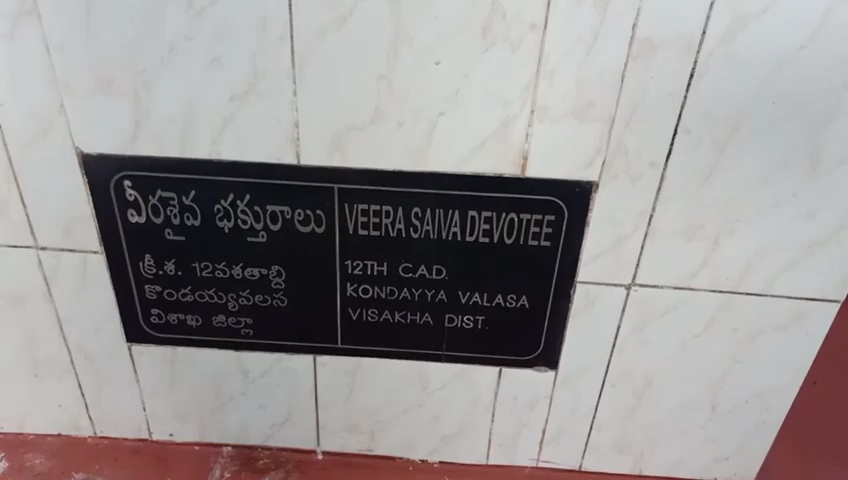 వీరశైవ భక్తురాలు
క్రీ.శ. 12వశతాబ్ది
కొండయ్యవలస
విశాఖ జిల్లా
VEERA SAIVA DEVOTEE
12TH C.A.D.
KONDAYYA VALASA
VISAKHA DIST.